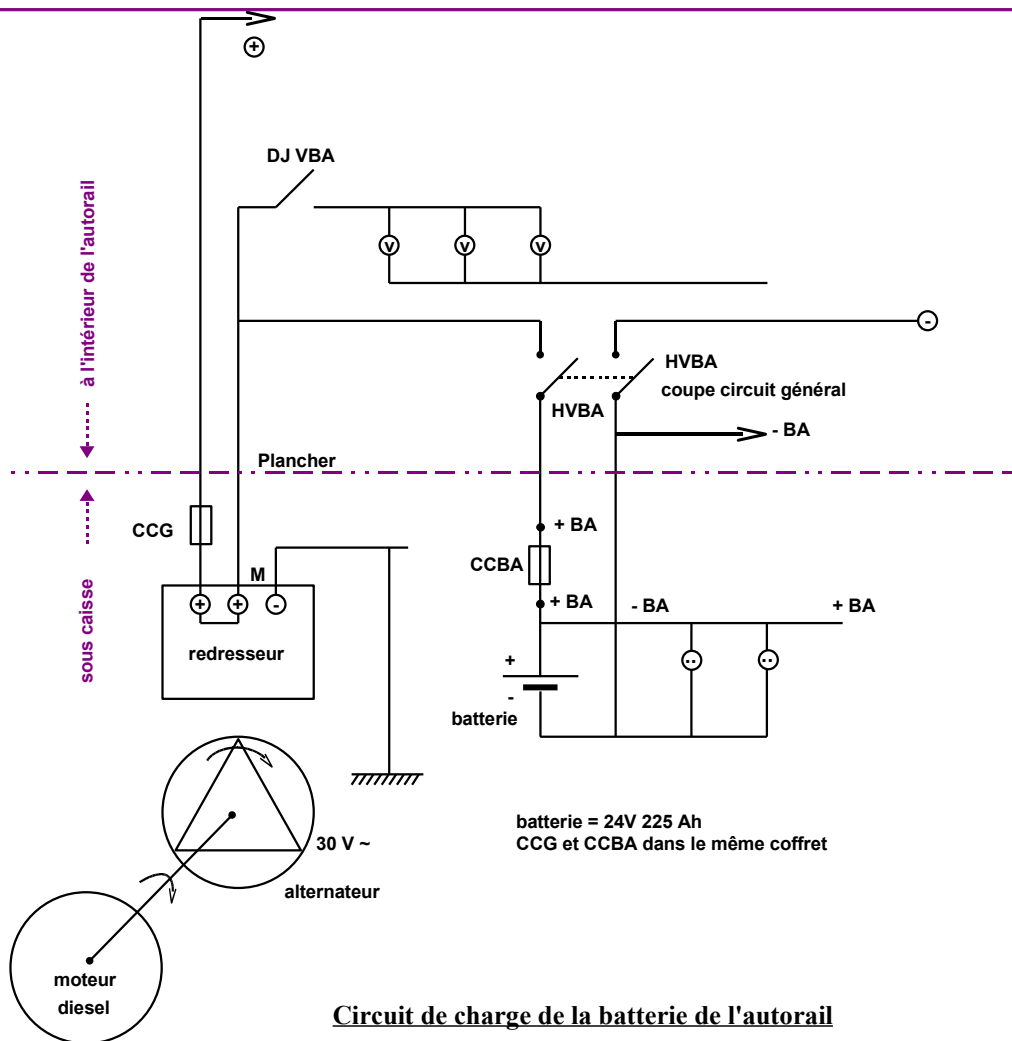 +
DJ VBA
v v v
-
HVBA
coupe circuit général
HVBA
- BA
à l'intérieur de l'autorail
Plancher
sous caisse
CCG
+ BA
CCBA
M
+ + -
+ BA
- BA
+ BA
redresseur
+
-
batterie
30 V ~
alternateur
batterie = 24V 225 Ah
CCG et CCBA dans le même coffret
moteur
diesel
Circuit de charge de la batterie de l'autorail